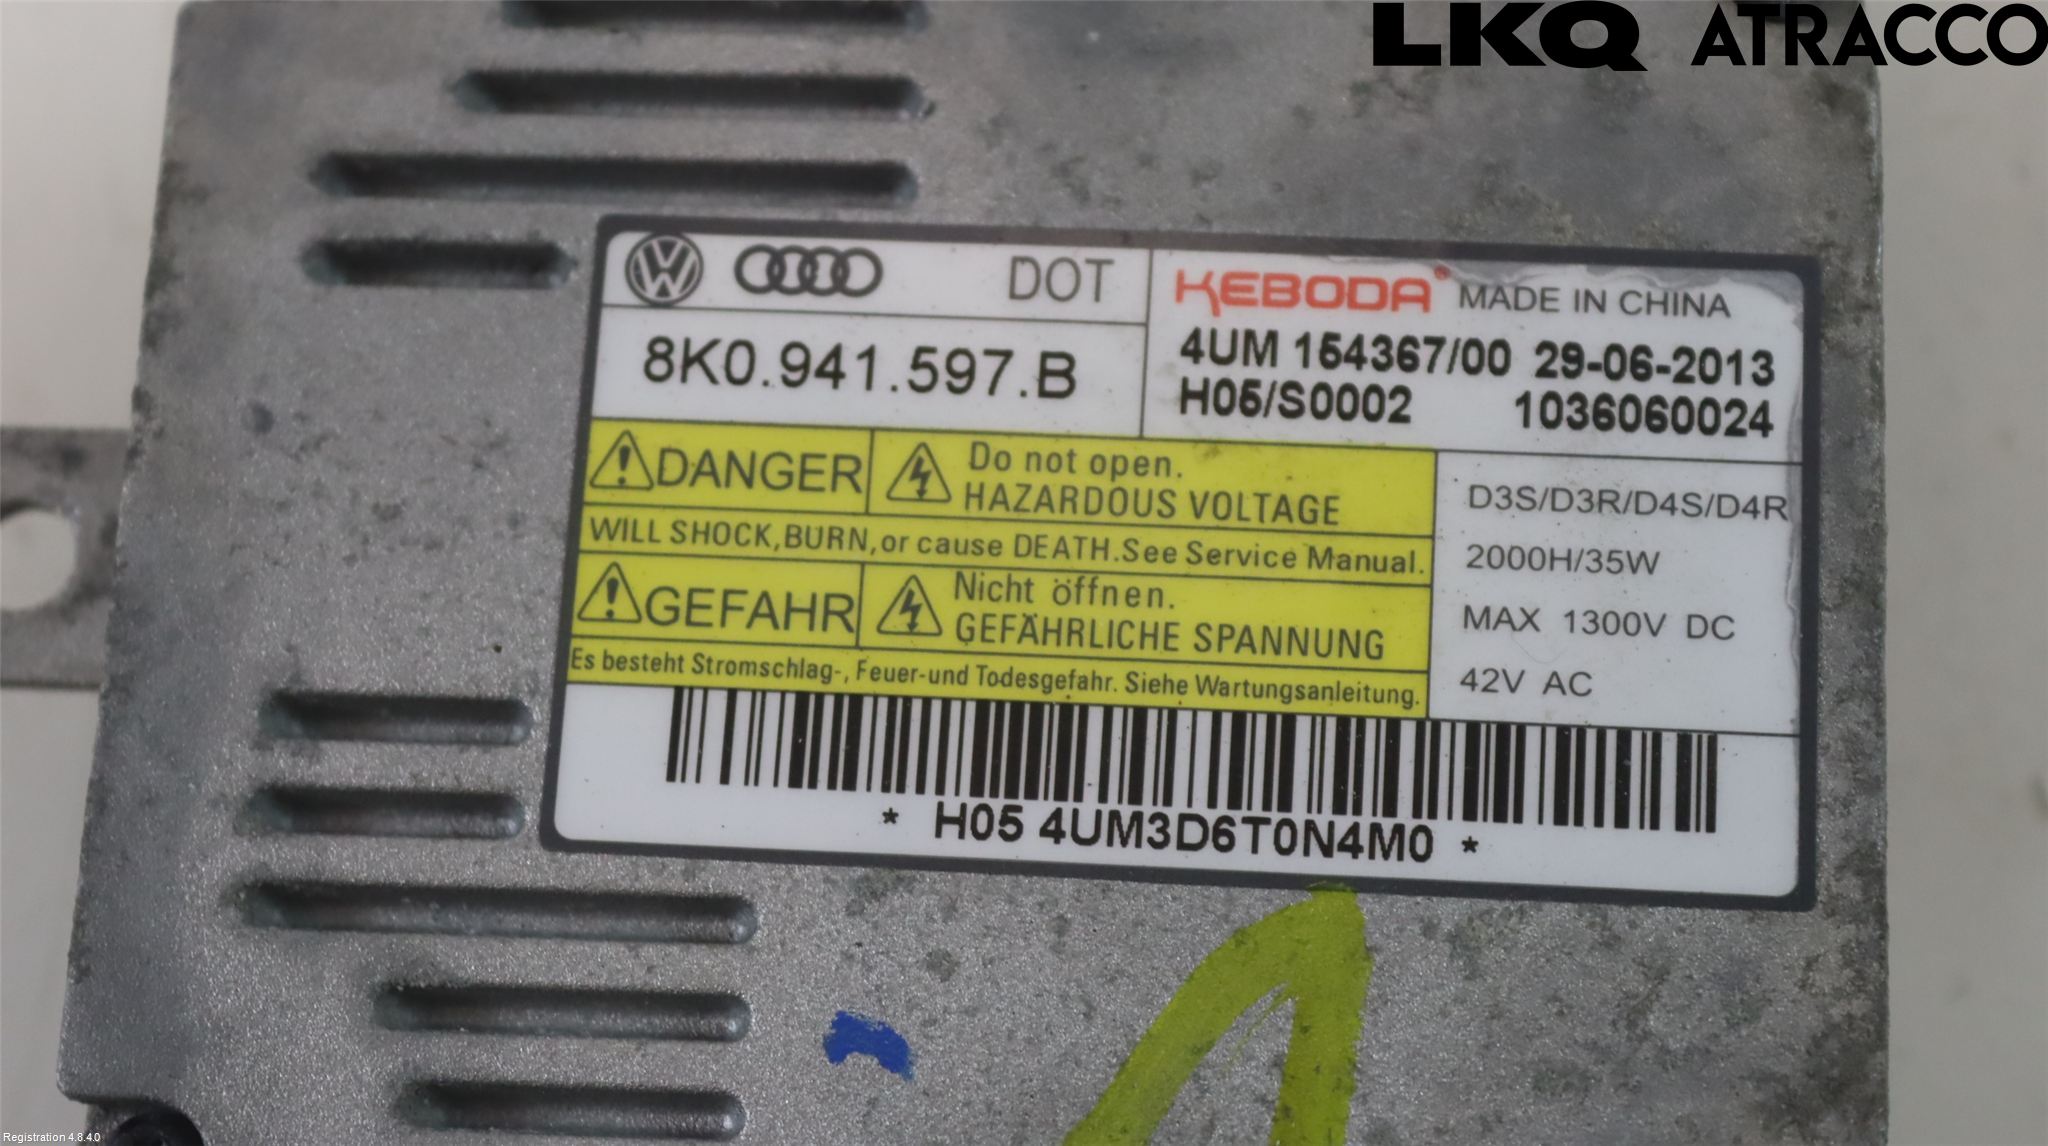 LKQ ATRACCO
DOT
KEBODA® MADE IN CHINA
8K0.941.597.B
4UM 154367/00 29-06-2013
H05/S0002 1036060024
DANGER
Do not open.
HAZARDOUS VOLTAGE
WILL SHOCK,BURN,or cause DEATH.See Service Manual.
GEFAHR
Nicht öffnen.
GEFÄHRLICHE SPANNUNG
Es besteht Stromschlag-, Feuer-und Todesgefahr. Siehe Wartungsanleitung.
D3S/D3R/D4S/D4R
2000H/35W
MAX 1300V DC
42V AC
* H05 4UM3D6T0N4M0 *
1
Registration 4.8.4.0